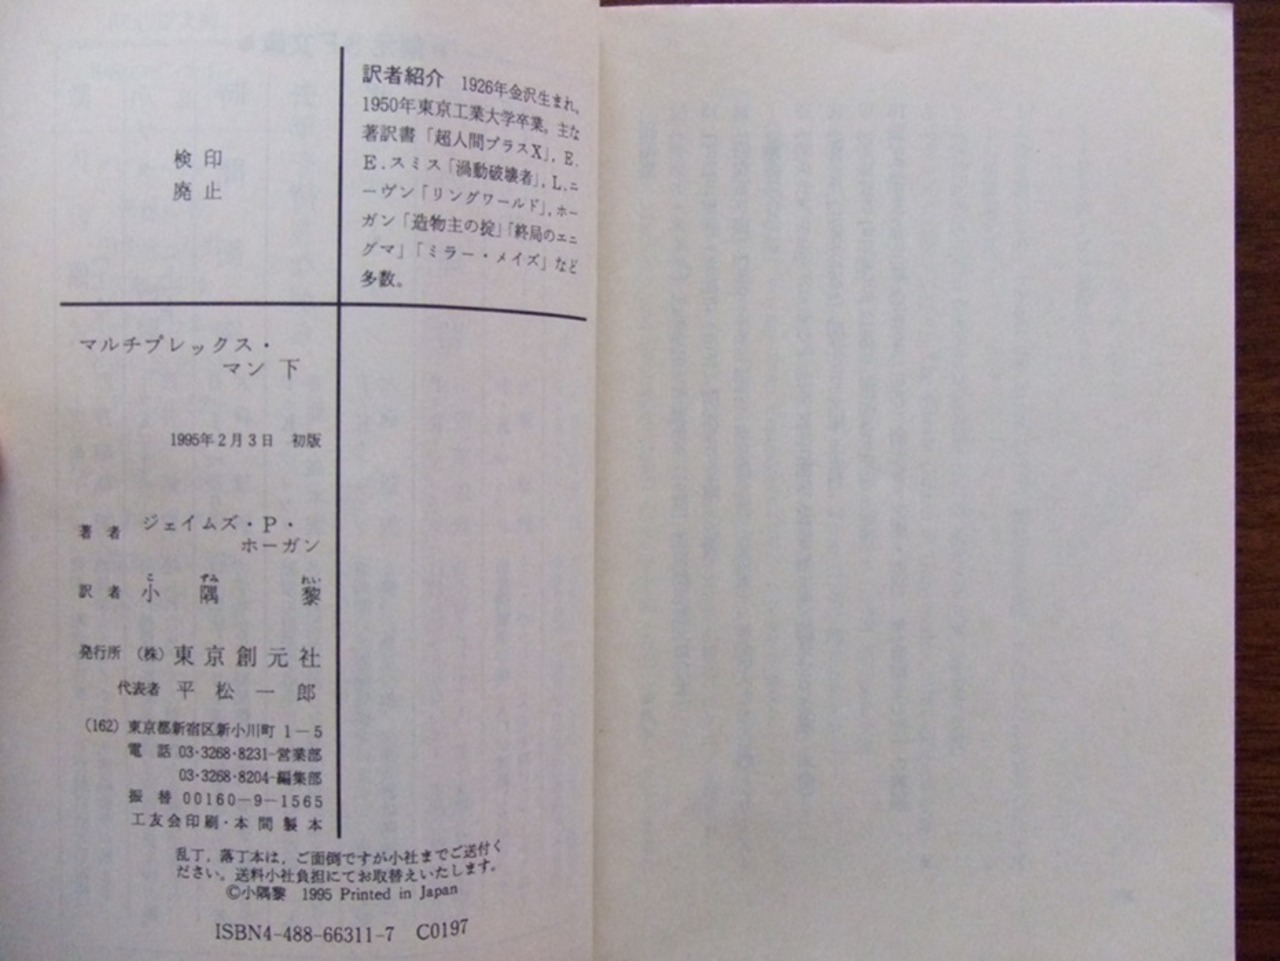 訳者紹介　1926年金沢生まれ。
1950年東京工業大学卒業。主な
著訳書「超人間プラスX」, E.
E.スミス「渦動破壊者」, L.ニ
ーヴン「リングワールド」, ホー
ガン「造物主の掟」「終局のエニ
グマ」「ミラー・メイズ」など
多数。
検印
廃止
マルチプレックス・
マン 下
1995年2月3日　初版
著者　ジェイムズ・P・
ホーガン
こ　ずみ　れい
訳者　小隅　黎
発行所　(株)東京創元社
代表者　平松一郎
(162) 東京都新宿区新小川町 1－5
電話 03・3268・8231-営業部
03・3268・8204-編集部
振替 00160－9－1565
工友会印刷・本間製本
乱丁，落丁本は，ご面倒ですが小社までご送付く
ださい。送料小社負担にてお取替えいたします。
©小隅黎　1995 Printed in Japan
ISBN4-488-66311-7　C0197